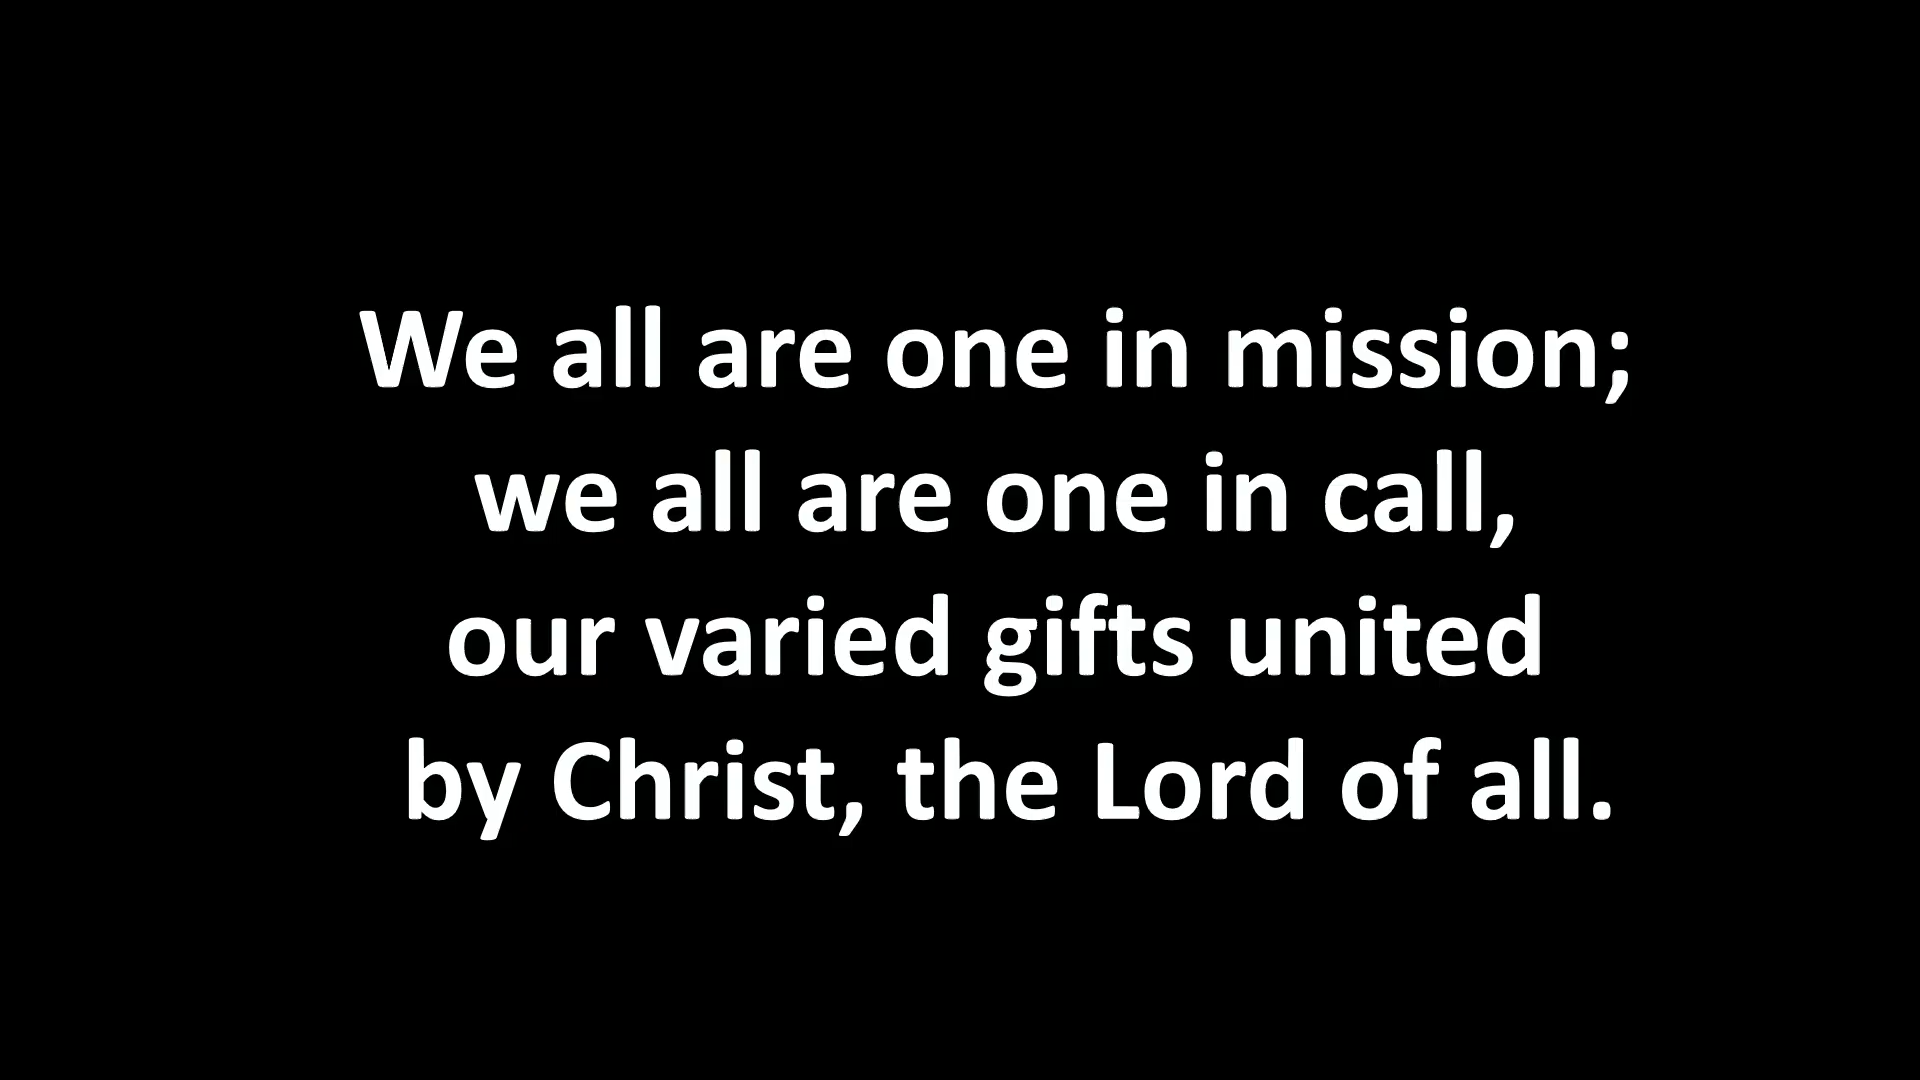 We all are one in mission;
we all are one in call,
our varied gifts united
by Christ, the Lord of all.